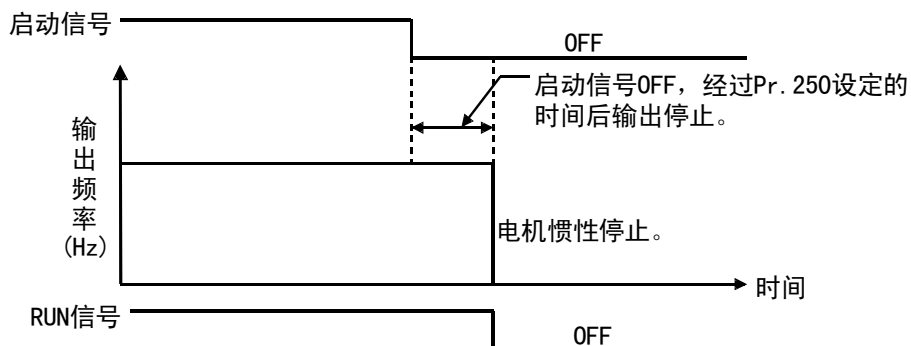 启动信号
OFF
启动信号OFF，经过Pr.250设定的
时间后输出停止。
输出频率
(Hz)
电机惯性停止。
时间
RUN信号
OFF